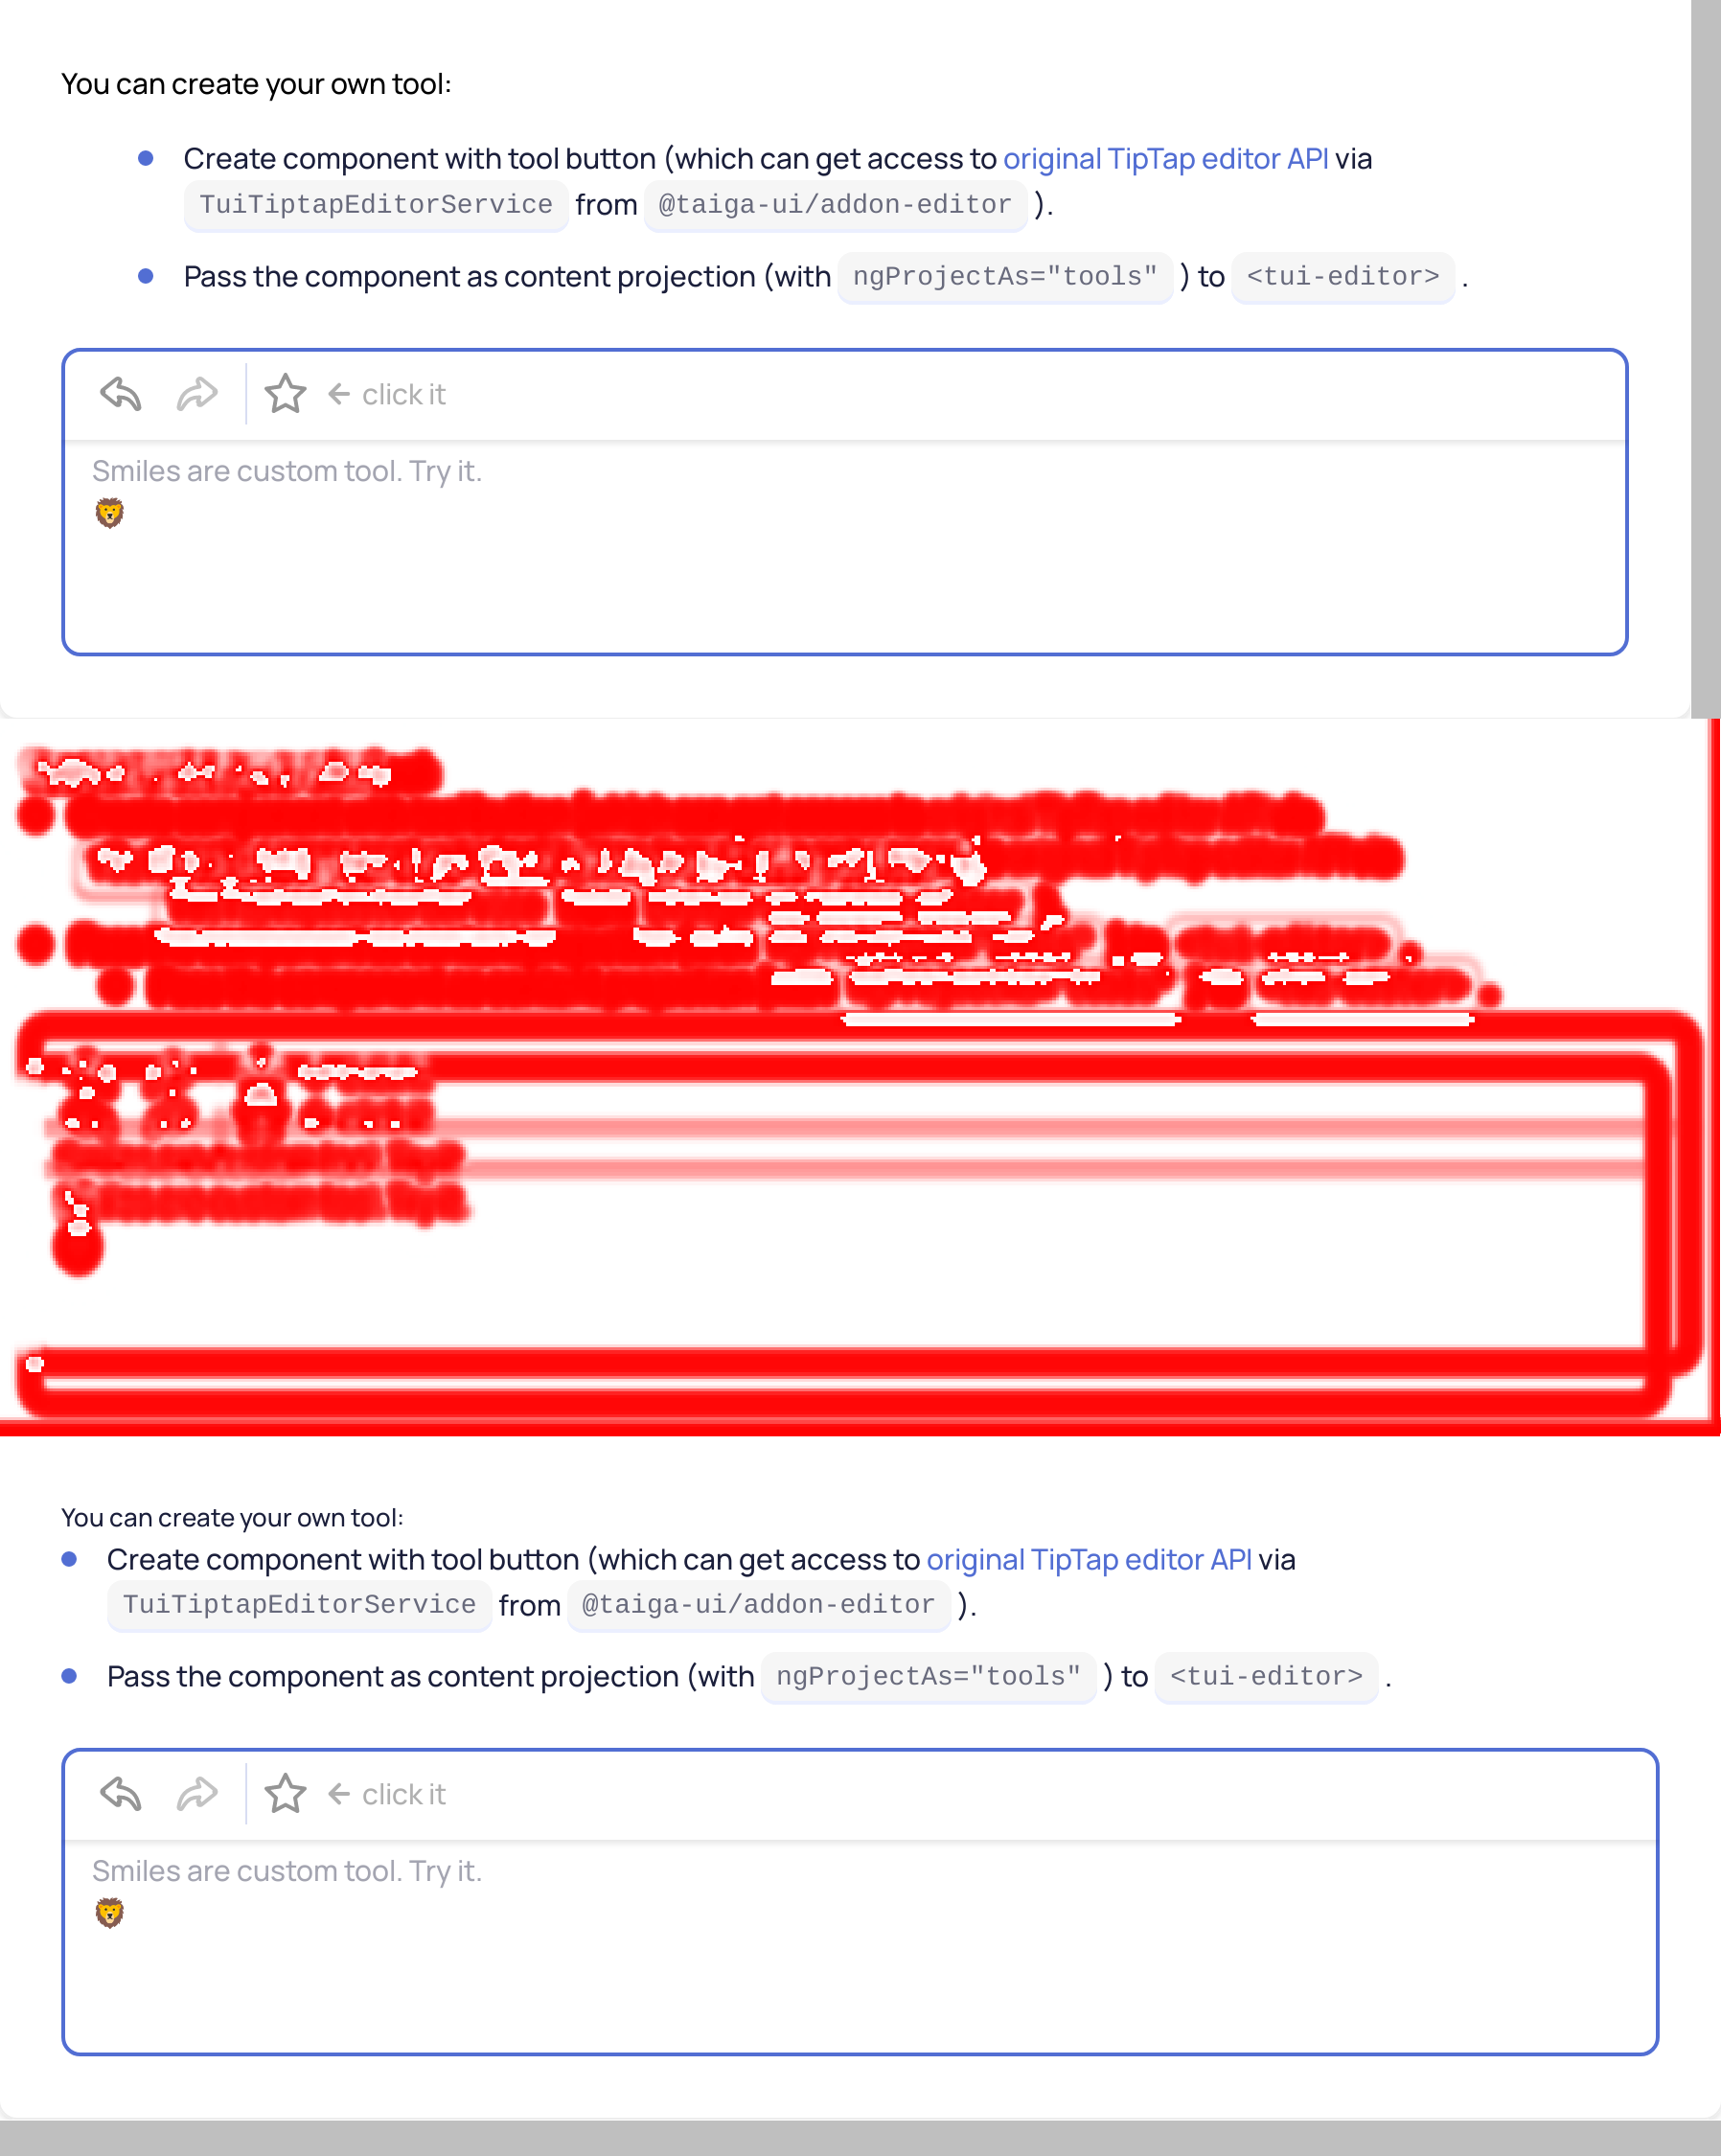 You can create your own tool:
Create component with tool button (which can get access to original TipTap editor API via
TuiTiptapEditorService from @taiga-ui/addon-editor ).
Pass the component as content projection (with ngProjectAs="tools" ) to <tui-editor> .
← click it
Smiles are custom tool. Try it.
You can create your own tool:
Create component with tool button (which can get access to original TipTap editor API via
TuiTiptapEditorService from @taiga-ui/addon-editor ).
Pass the component as content projection (with ngProjectAs="tools" ) to <tui-editor> .
← click it
Smiles are custom tool. Try it.